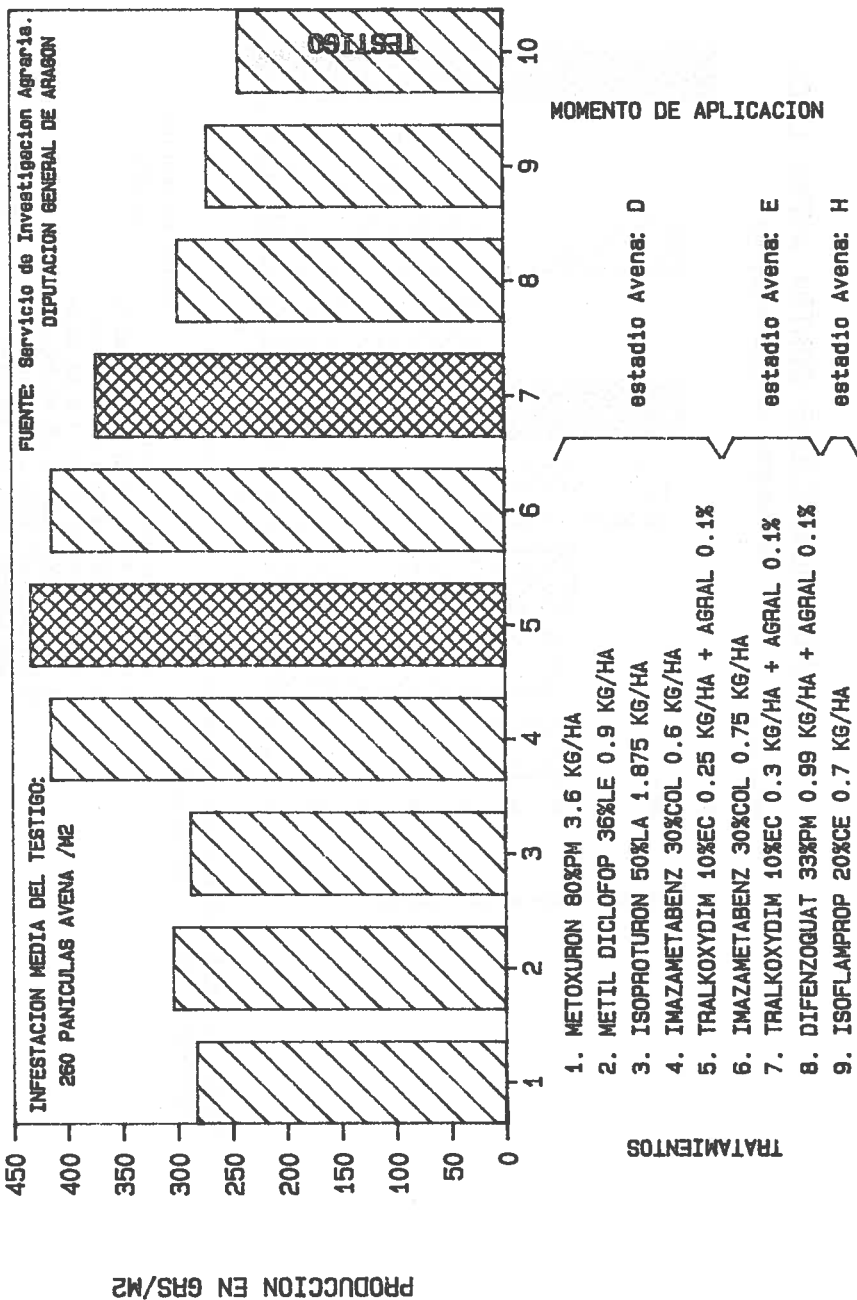 PRODUCCION EN GRS/M2
450
400
350
300
250
200
150
100
50
0
INFESTACION MEDIA DEL TESTIGO:
260 PANICULAS AVENA /M2
FUENTE: Servicio de Investigacion Agraria.
DIPUTACION GENERAL DE ARAGON
TESTIGO
1 2 3 4 5 6 7 8 9 10
TRATAMIENTOS
MOMENTO DE APLICACION
1. METOXURON 80%PM 3.6 KG/HA
2. METIL DICLOFOP 36%LE 0.9 KG/HA
3. ISOPROTURON 50%LA 1.875 KG/HA
4. IMAZAMETABENZ 30%COL 0.6 KG/HA
5. TRALKOXYDIM 10%EC 0.25 KG/HA + AGRAL 0.1%
estadio Avena: D
6. IMAZAMETABENZ 30%COL 0.75 KG/HA
7. TRALKOXYDIM 10%EC 0.3 KG/HA + AGRAL 0.1%
8. DIFENZOQUAT 33%PM 0.99 KG/HA + AGRAL 0.1%
estadio Avena: E
9. ISOFLAMPROP 20%CE 0.7 KG/HA
estadio Avena: H